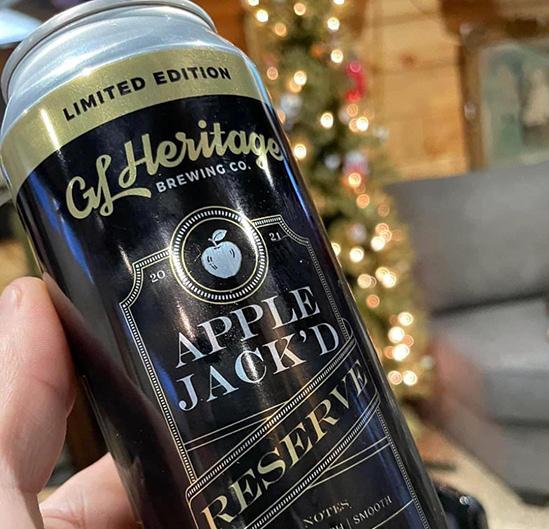 LIMITED EDITION
GL Heritage
BREWING CO.
20 21
APPLE
JACK'D
RESERVE
NOTES
SMOOTH